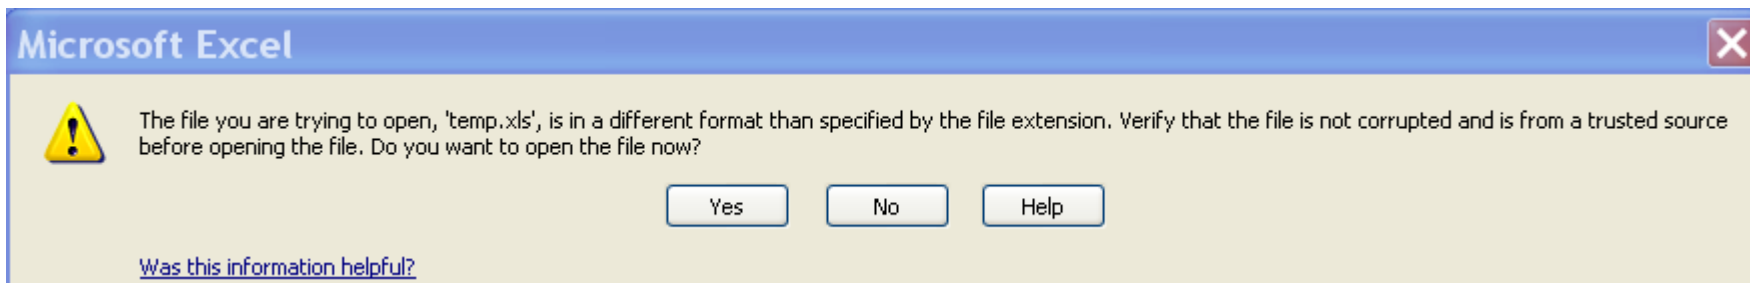 Microsoft Excel
The file you are trying to open, 'temp.xls', is in a different format than specified by the file extension. Verify that the file is not corrupted and is from a trusted source
before opening the file. Do you want to open the file now?
Yes No Help
Was this information helpful?